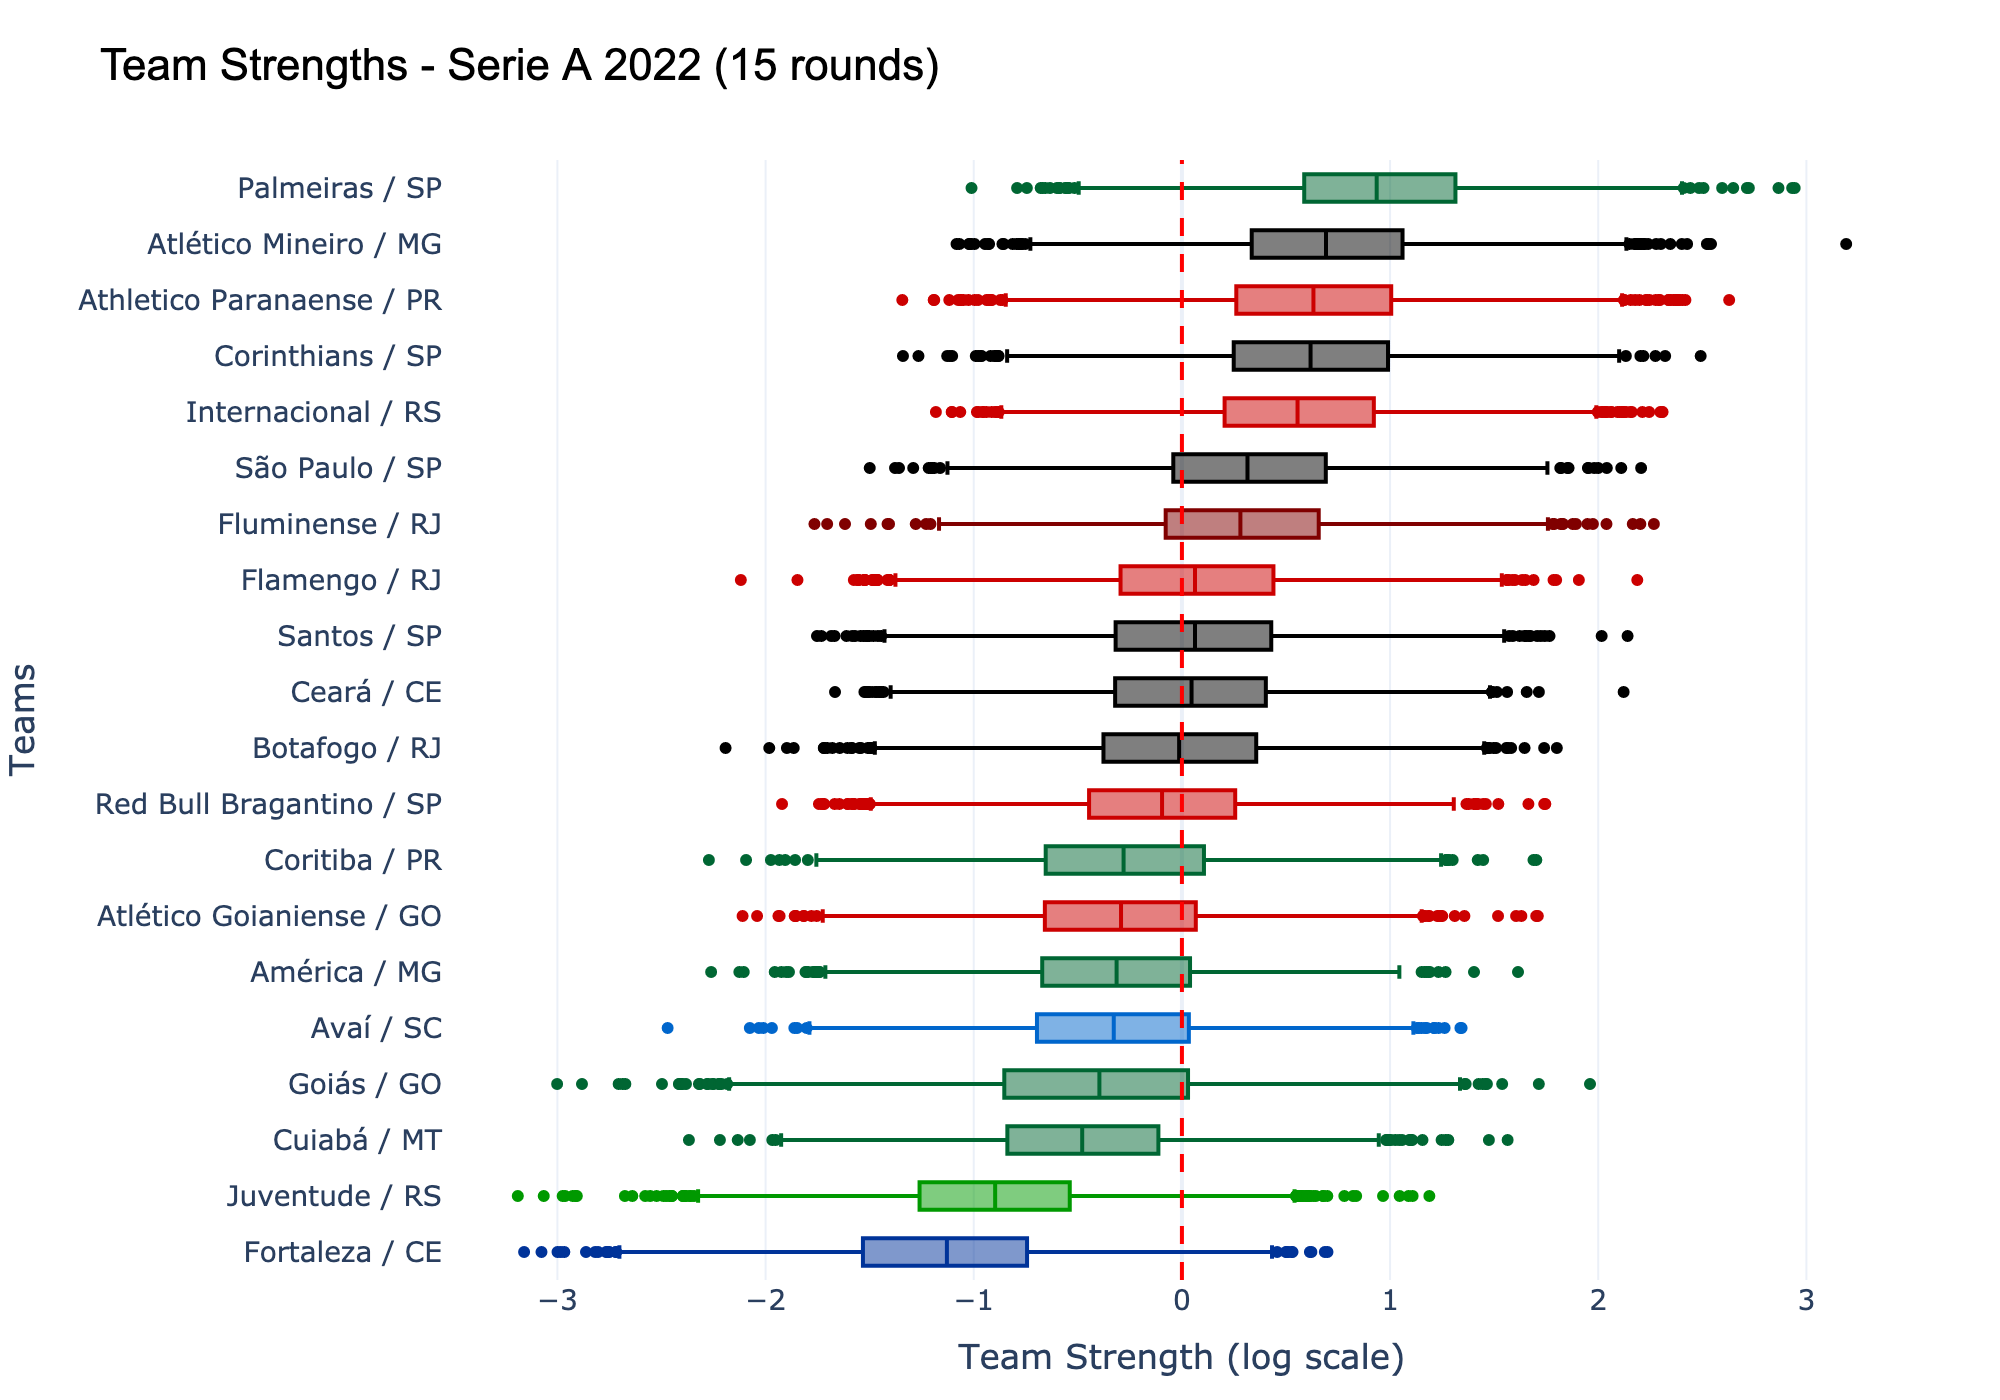 Team Strengths - Serie A 2022 (15 rounds)
Palmeiras / SP
Atlético Mineiro / MG
Athletico Paranaense / PR
Corinthians / SP
Internacional / RS
São Paulo / SP
Fluminense / RJ
Flamengo / RJ
Santos / SP
Ceará / CE
Botafogo / RJ
Red Bull Bragantino / SP
Coritiba / PR
Atlético Goianiense / GO
América / MG
Avaí / SC
Goiás / GO
Cuiabá / MT
Juventude / RS
Fortaleza / CE
Teams
−3 −2 −1 0 1 2 3
Team Strength (log scale)